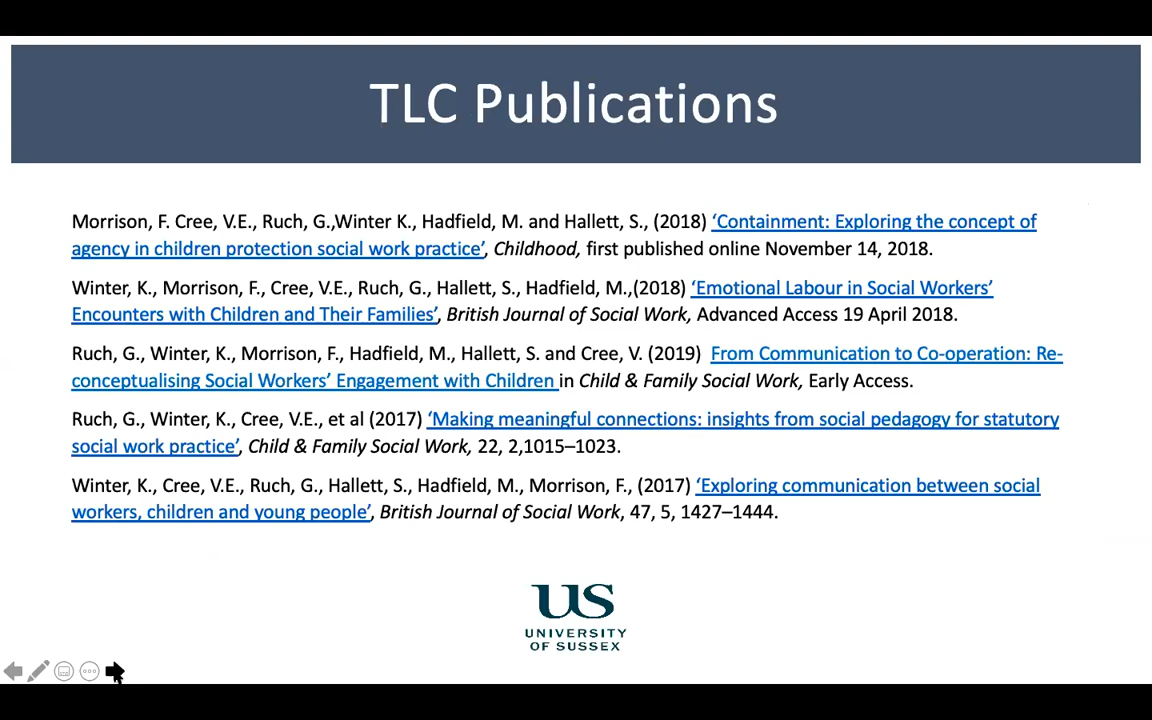 TLC Publications
Morrison, F. Cree, V.E., Ruch, G.,Winter K., Hadfield, M. and Hallett, S., (2018) ‘Containment: Exploring the concept of
agency in children protection social work practice’, Childhood, first published online November 14, 2018.
Winter, K., Morrison, F., Cree, V.E., Ruch, G., Hallett, S., Hadfield, M.,(2018) ‘Emotional Labour in Social Workers’
Encounters with Children and Their Families’, British Journal of Social Work, Advanced Access 19 April 2018.
Ruch, G., Winter, K., Morrison, F., Hadfield, M., Hallett, S. and Cree, V. (2019) From Communication to Co-operation: Re-
conceptualising Social Workers’ Engagement with Children in Child & Family Social Work, Early Access.
Ruch, G., Winter, K., Cree, V.E., et al (2017) ‘Making meaningful connections: insights from social pedagogy for statutory
social work practice’, Child & Family Social Work, 22, 2,1015–1023.
Winter, K., Cree, V.E., Ruch, G., Hallett, S., Hadfield, M., Morrison, F., (2017) ‘Exploring communication between social
workers, children and young people’, British Journal of Social Work, 47, 5, 1427–1444.
US
UNIVERSITY
OF SUSSEX